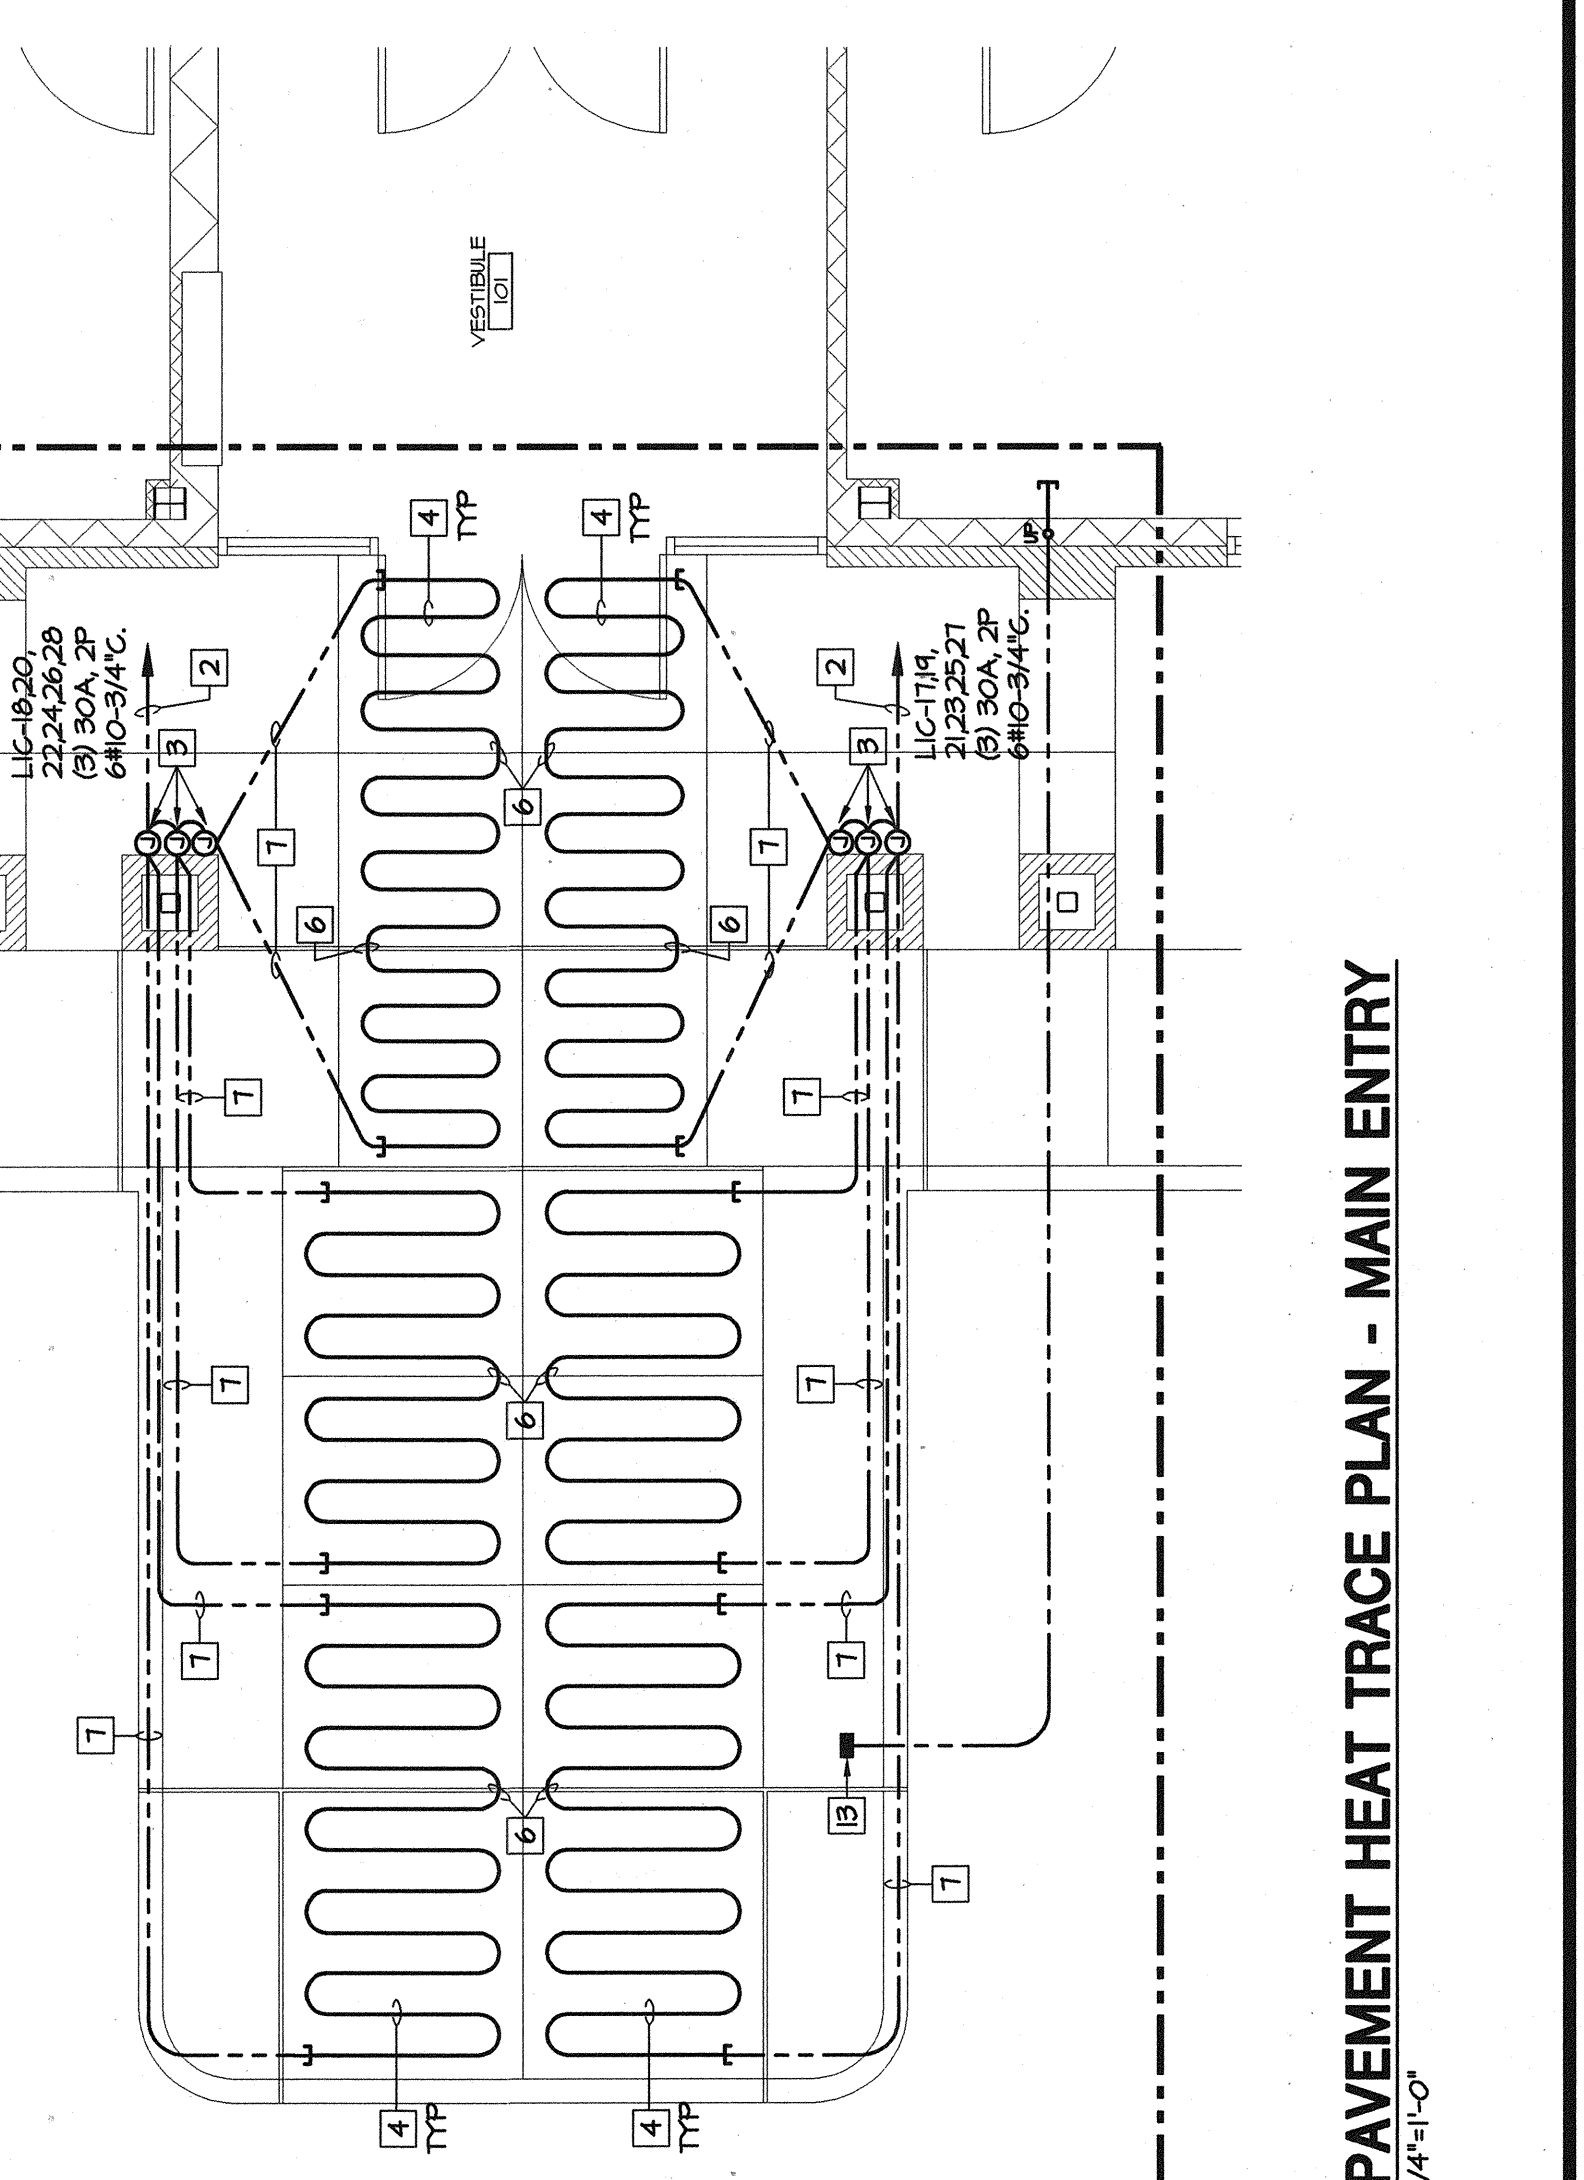 VESTIBULE
101
4
TYP
4
TYP
UP
L1C-18,20,
22,24,26,28
(3) 30A, 2P
6#10-3/4"C.
2
3
L1C-17,19,
21,23,25,27
(3) 30A, 2P
6#10-3/4"C.
2
3
J
J
J
J
J
J
7
6
7
6
6
7
7
7
6
7
7
7
7
6
13
7
4
TYP
4
TYP
PAVEMENT HEAT TRACE PLAN - MAIN ENTRY
/4"=1'-0"